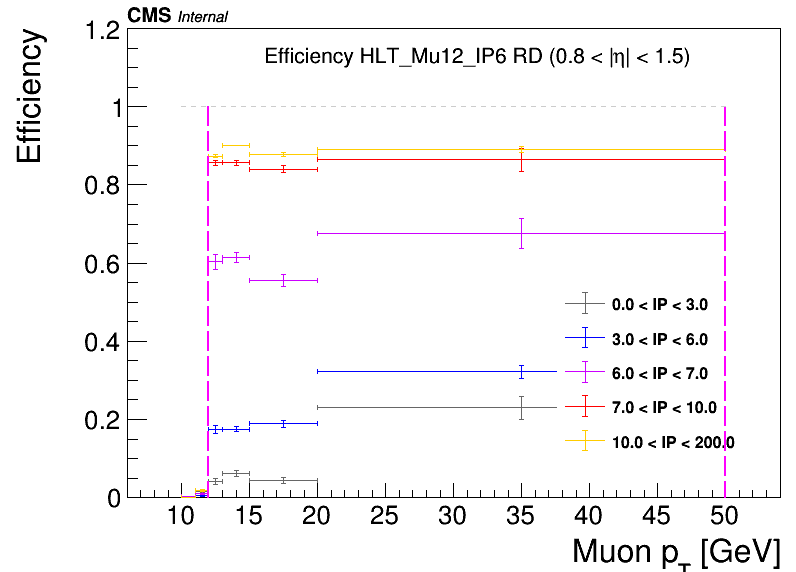 CMS Internal
Efficiency HLT_Mu12_IP6 RD (0.8 < |η| < 1.5)
Efficiency
1.2
1
0.8
0.6
0.4
0.2
0
0.0 < IP < 3.0
3.0 < IP < 6.0
6.0 < IP < 7.0
7.0 < IP < 10.0
10.0 < IP < 200.0
10 15 20 25 30 35 40 45 50
Muon p_T [GeV]